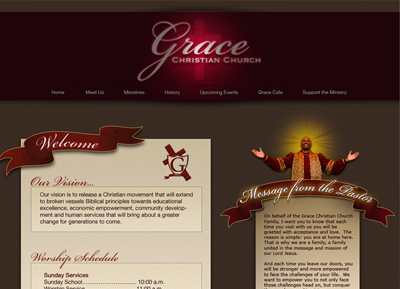 Grace
CHRISTIAN CHURCH
Home Meet Us Ministries History Upcoming Events Grace Cafe Support the Ministry
Welcome
G
Our Vision...
Our vision is to release a Christian movement that will extend
to broken vessels Biblical principles towards educational
excellence, economic empowerment, community develop-
ment and human services that will bring about a greater
change for generations to come.
Worship Schedule
Sunday Services
Sunday School........................ 10:00 a.m.
Worship Service 11:00 a.m.
Message from the Pastor
On behalf of the Grace Christian Church
Family, I want you to know that each
time you visit with us you will be
greeted with acceptance and love. The
reason is simple: you are at home here.
That is why we are a family, a family
united in the message and mission of
our Lord Jesus.
And each time you leave our doors, you
will be stronger and more empowered
to face the challenges of your life. We
want to empower you to not only face
those challenges head on, but conquer